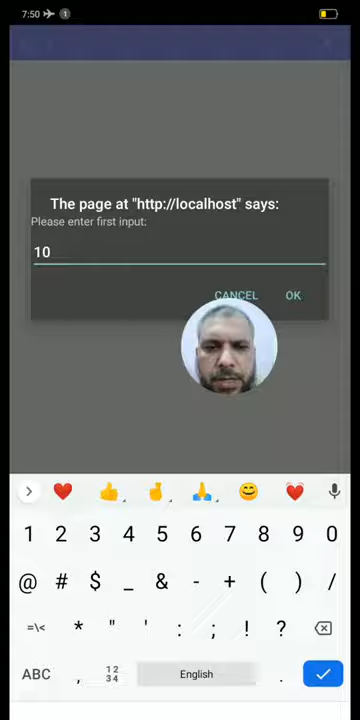 7:50 1
The page at "http://localhost" says:
Please enter first input:
10
CANCEL OK
1 2 3 4 5 6 7 8 9 0
@ # $ _ & - + ( ) /
=\< * " ' : ; ! ?
ABC , 12 34 English .